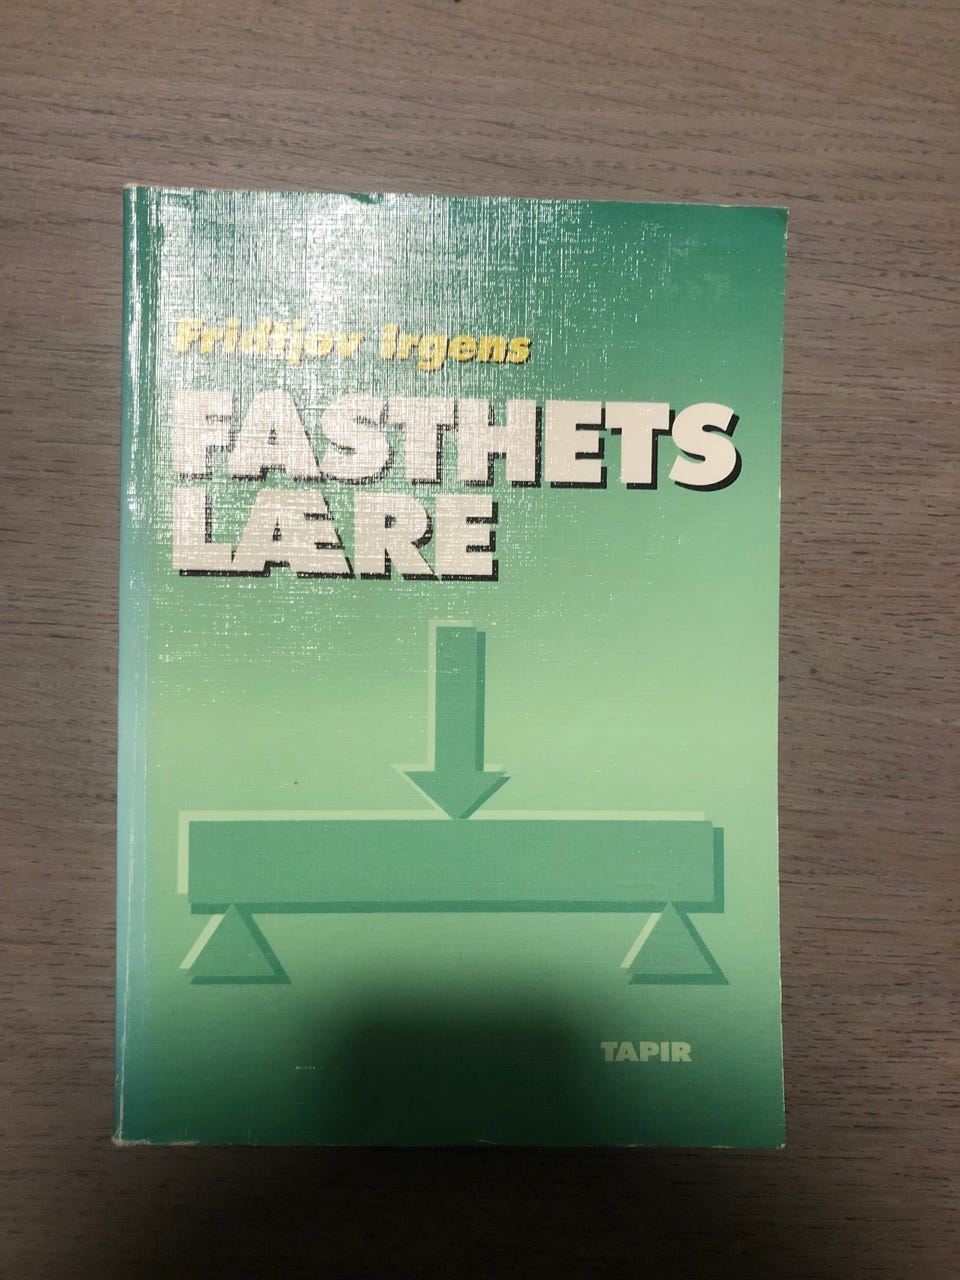 Fridtjov Irgens
FASTHETS
LÆRE
TAPIR